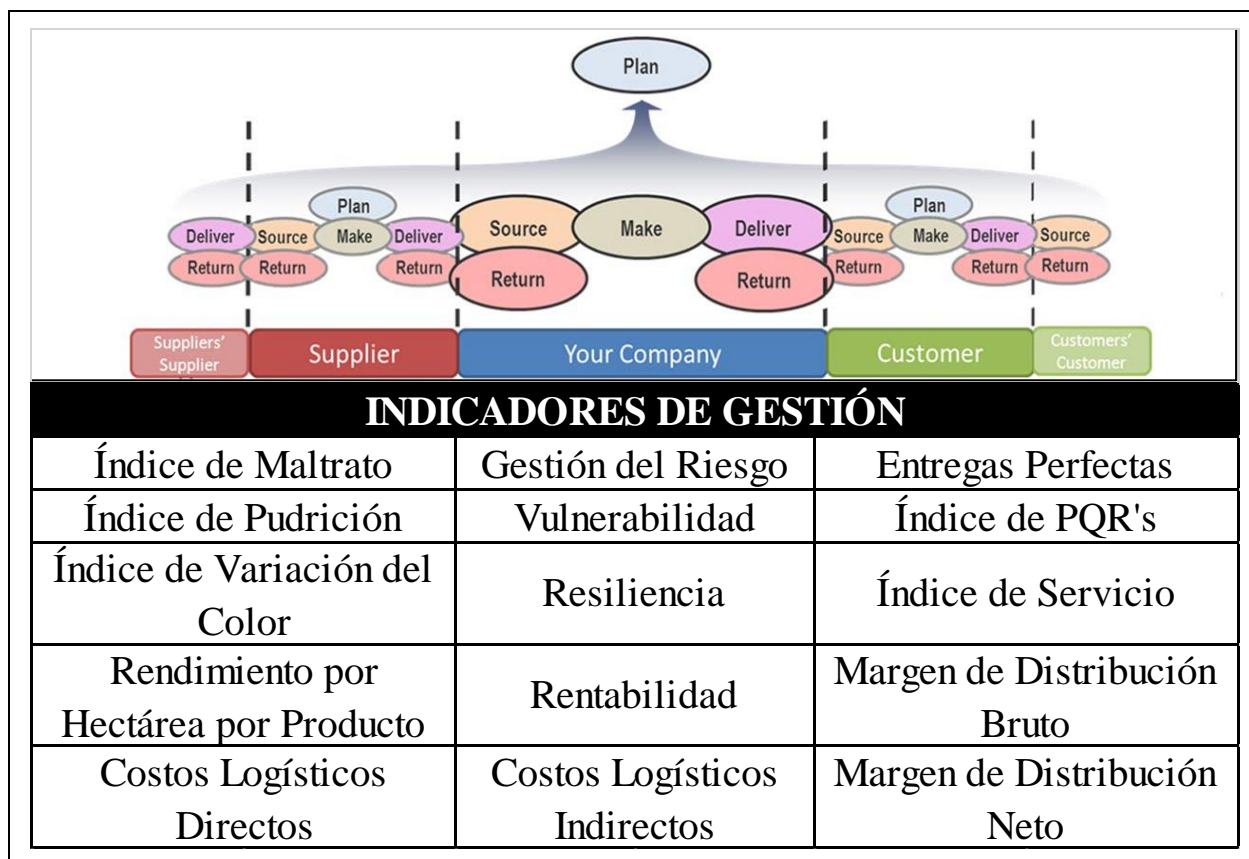 Plan
Plan
Plan
Deliver
Source
Make
Deliver
Source
Make
Deliver
Source
Make
Deliver
Source
Return
Return
Return
Return
Return
Return
Return
Return
Suppliers'
Supplier
Supplier
Your Company
Customer
Customers'
Customer
INDICADORES DE GESTIÓN
Índice de Maltrato
Gestión del Riesgo
Entregas Perfectas
Índice de Pudrición
Vulnerabilidad
Índice de PQR's
Índice de Variación del
Color
Resiliencia
Índice de Servicio
Rendimiento por
Hectárea por Producto
Rentabilidad
Margen de Distribución
Bruto
Costos Logísticos
Directos
Costos Logísticos
Indirectos
Margen de Distribución
Neto